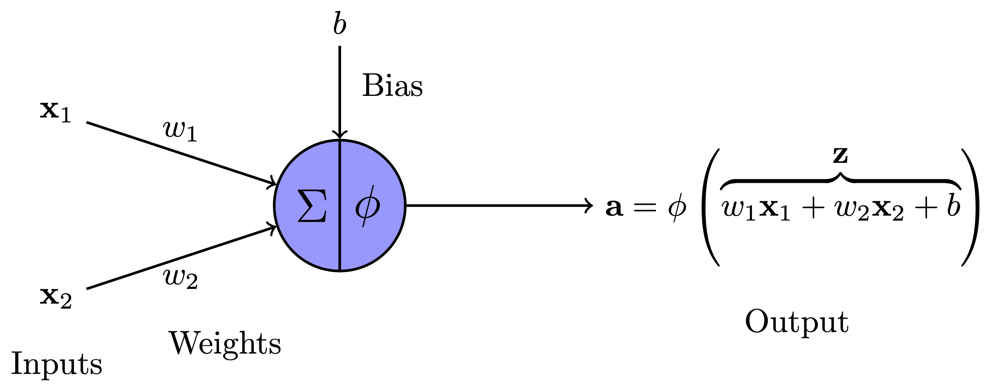 b
Bias
x₁
w₁
z
Σ ϕ
a = ϕ (w₁x₁ + w₂x₂ + b)
w₂
x₂
Output
Weights
Inputs